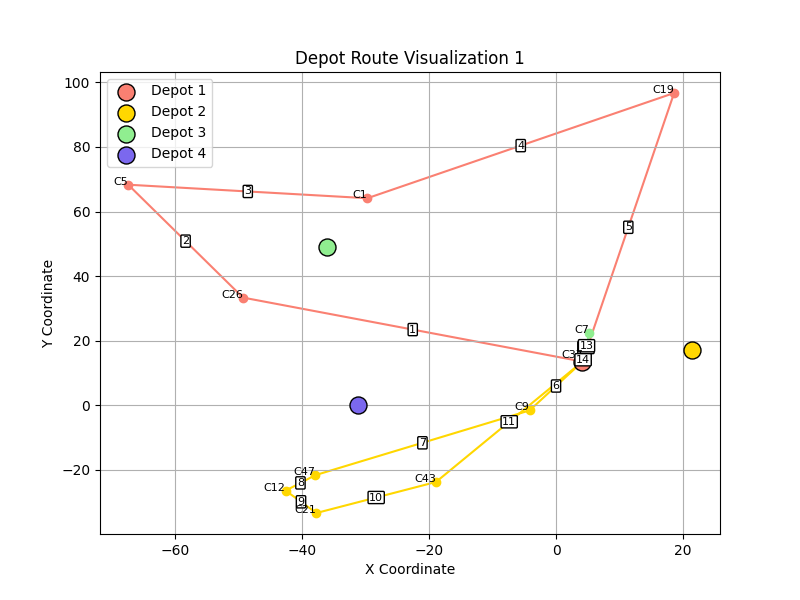 Depot Route Visualization 1
Depot 1
Depot 2
Depot 3
Depot 4
Y Coordinate
100
80
60
40
20
0
−20
−60
−40
−20
0
20
X Coordinate
C19
4
C5
3
C1
5
2
C26
1
C7
13
14
6
C9
11
7
C47
8
C12
9
C21
10
C43